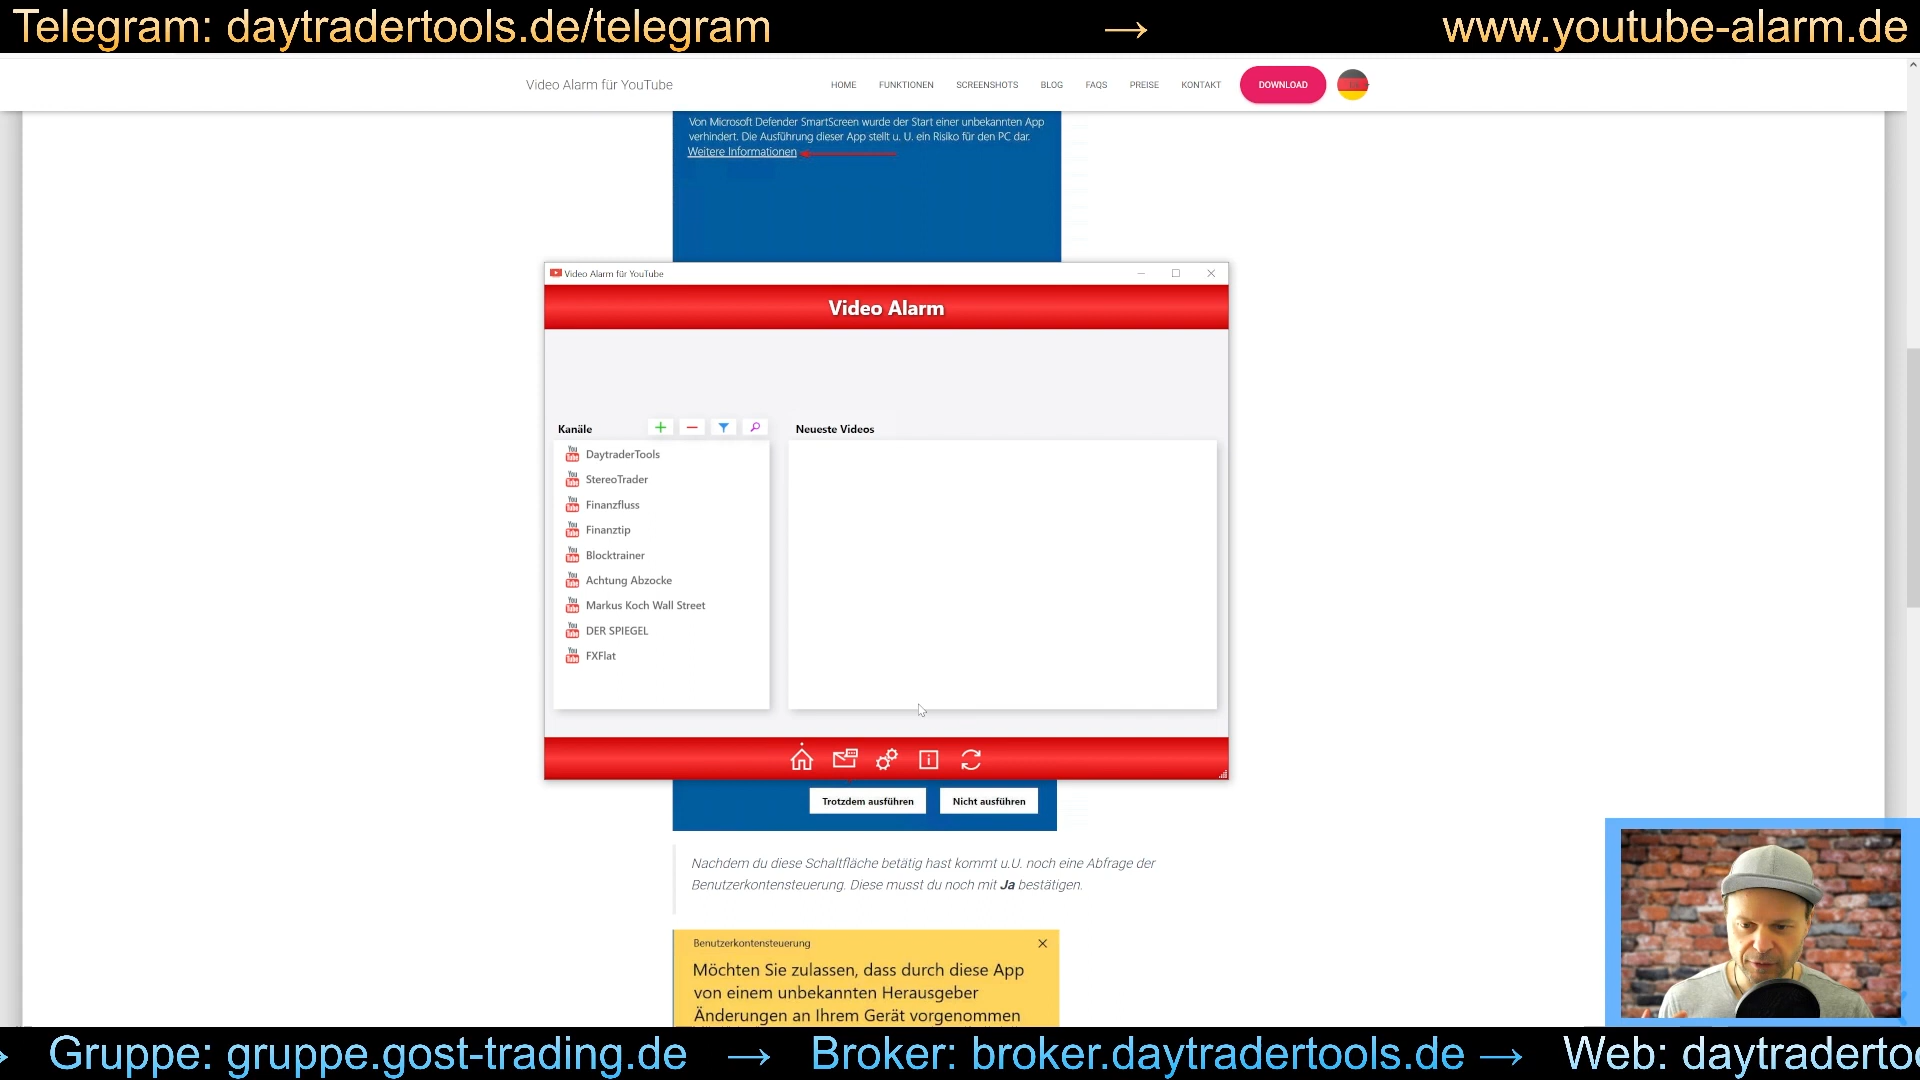 Telegram: daytradertools.de/telegram → www.youtube-alarm.de
Video Alarm für YouTube HOME FUNKTIONEN SCREENSHOTS BLOG FAQS PREISE KONTAKT DOWNLOAD
Von Microsoft Defender SmartScreen wurde der Start einer unbekannten App
verhindert. Die Ausführung dieser App stellt u. U. ein Risiko für den PC dar.
Weitere Informationen
Video Alarm für YouTube
Video Alarm
Kanäle
DaytraderTools
StereoTrader
Finanzfluss
Finanztip
Blocktrainer
Achtung Abzocke
Markus Koch Wall Street
DER SPIEGEL
FXFlat
Neueste Videos
Trotzdem ausführen Nicht ausführen
Nachdem du diese Schaltfläche betätig hast kommt u.U. noch eine Abfrage der
Benutzerkontensteuerung. Diese musst du noch mit Ja bestätigen.
Benutzerkontensteuerung
Möchten Sie zulassen, dass durch diese App
von einem unbekannten Herausgeber
Änderungen an Ihrem Gerät vorgenommen
Gruppe: gruppe.gost-trading.de → Broker: broker.daytradertools.de → Web: daytraderto